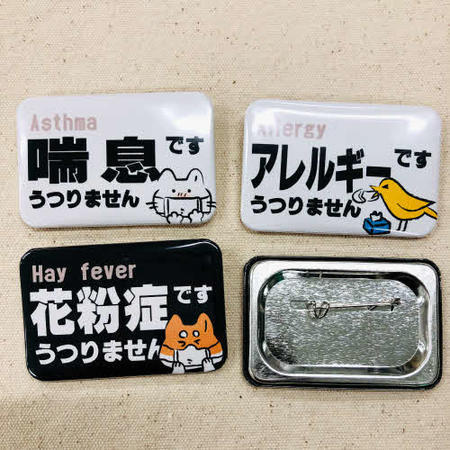 Asthma
喘息です
うつりません
Allergy
アレルギーです
うつりません
Hay fever
花粉症です
うつりません